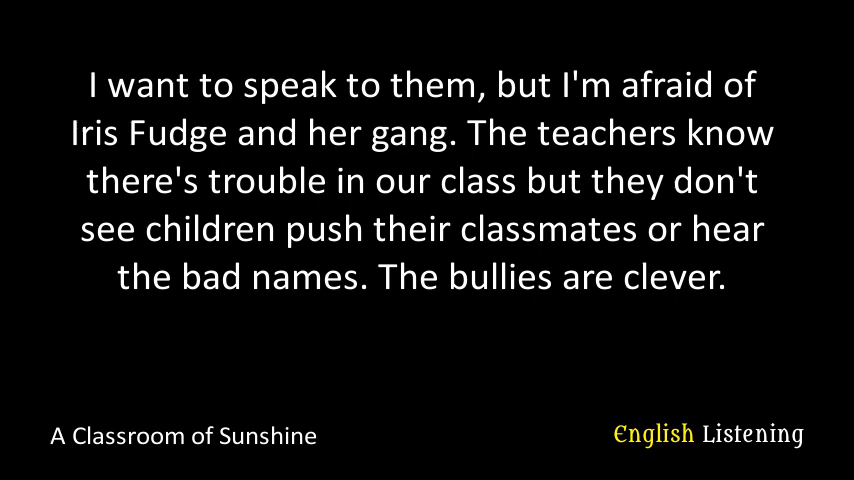 I want to speak to them, but I'm afraid of
Iris Fudge and her gang. The teachers know
there's trouble in our class but they don't
see children push their classmates or hear
the bad names. The bullies are clever.
A Classroom of Sunshine
English Listening